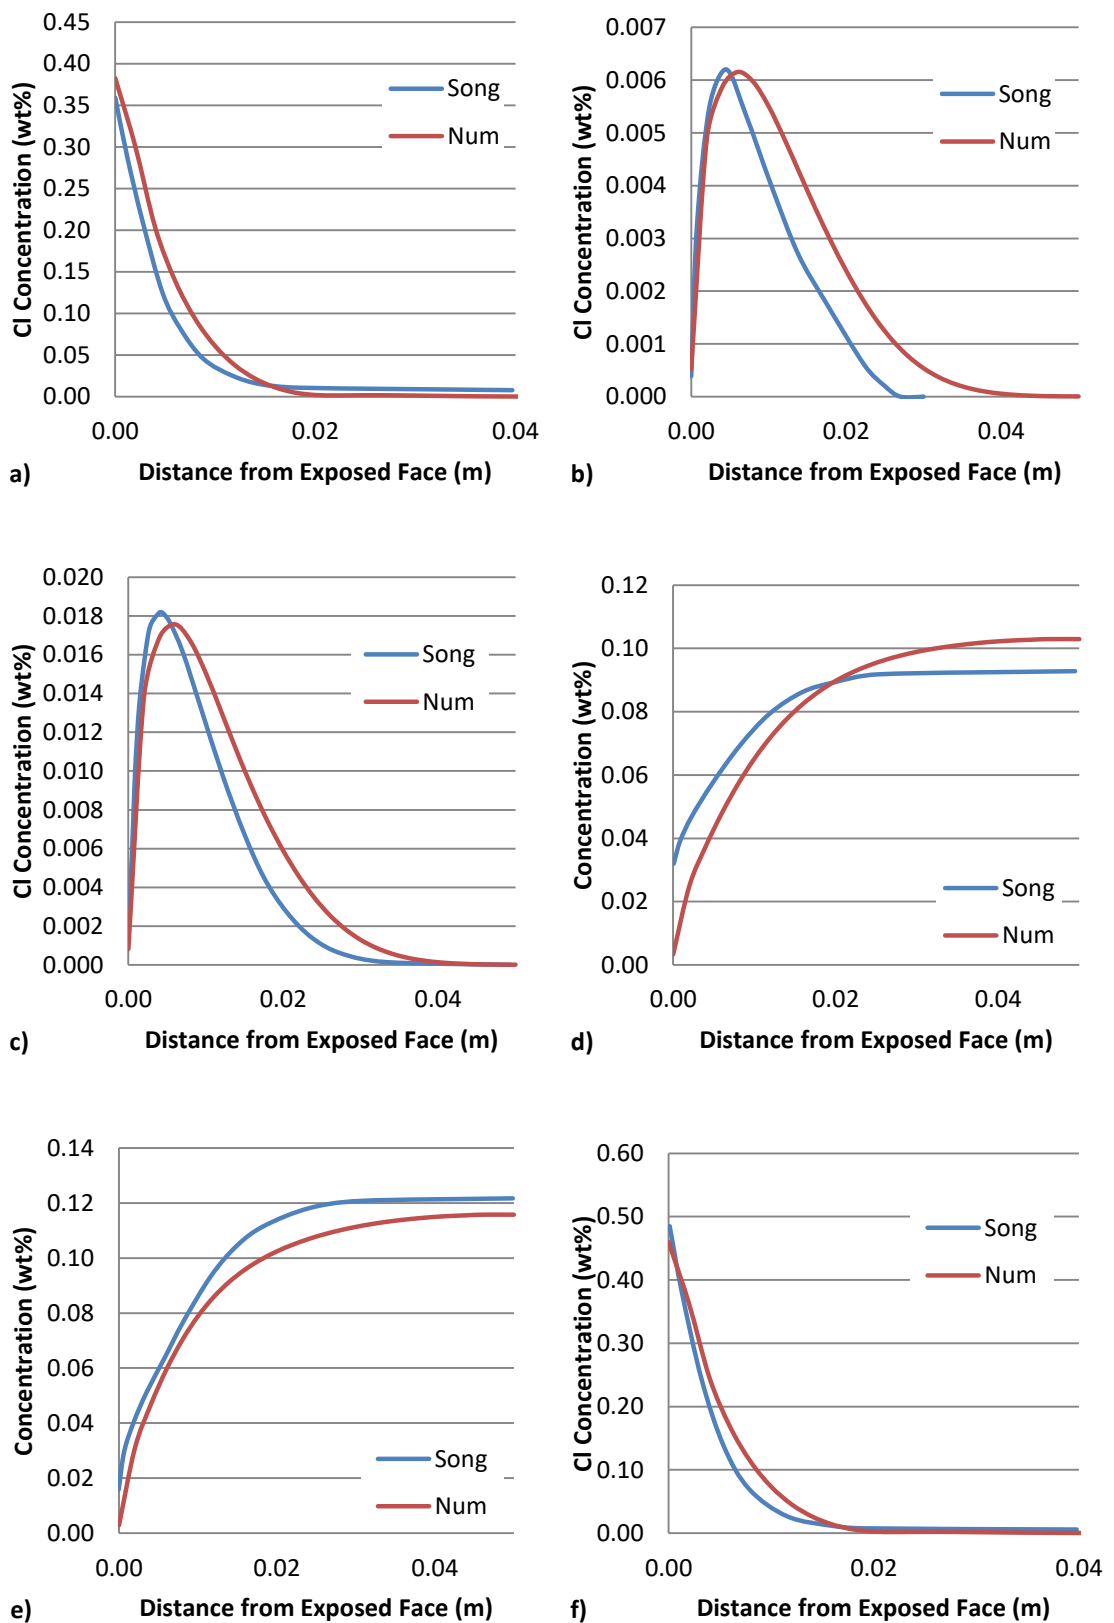 0.45
0.40
0.35
0.30
0.25
0.20
0.15
0.10
0.05
0.00
Cl Concentration (wt%)
Song
Num
0.00 0.02 0.04
a) Distance from Exposed Face (m)
0.007
0.006
0.005
0.004
0.003
0.002
0.001
0.000
Cl Concentration (wt%)
Song
Num
0.00 0.02 0.04
b) Distance from Exposed Face (m)
0.020
0.018
0.016
0.014
0.012
0.010
0.008
0.006
0.004
0.002
0.000
Cl Concentration (wt%)
Song
Num
0.00 0.02 0.04
c) Distance from Exposed Face (m)
0.12
0.10
0.08
0.06
0.04
0.02
0.00
Concentration (wt%)
Song
Num
0.00 0.02 0.04
d) Distance from Exposed Face (m)
0.14
0.12
0.10
0.08
0.06
0.04
0.02
0.00
Concentration (wt%)
Song
Num
0.00 0.02 0.04
e) Distance from Exposed Face (m)
0.60
0.50
0.40
0.30
0.20
0.10
0.00
Cl Concentration (wt%)
Song
Num
0.00 0.02 0.04
f) Distance from Exposed Face (m)